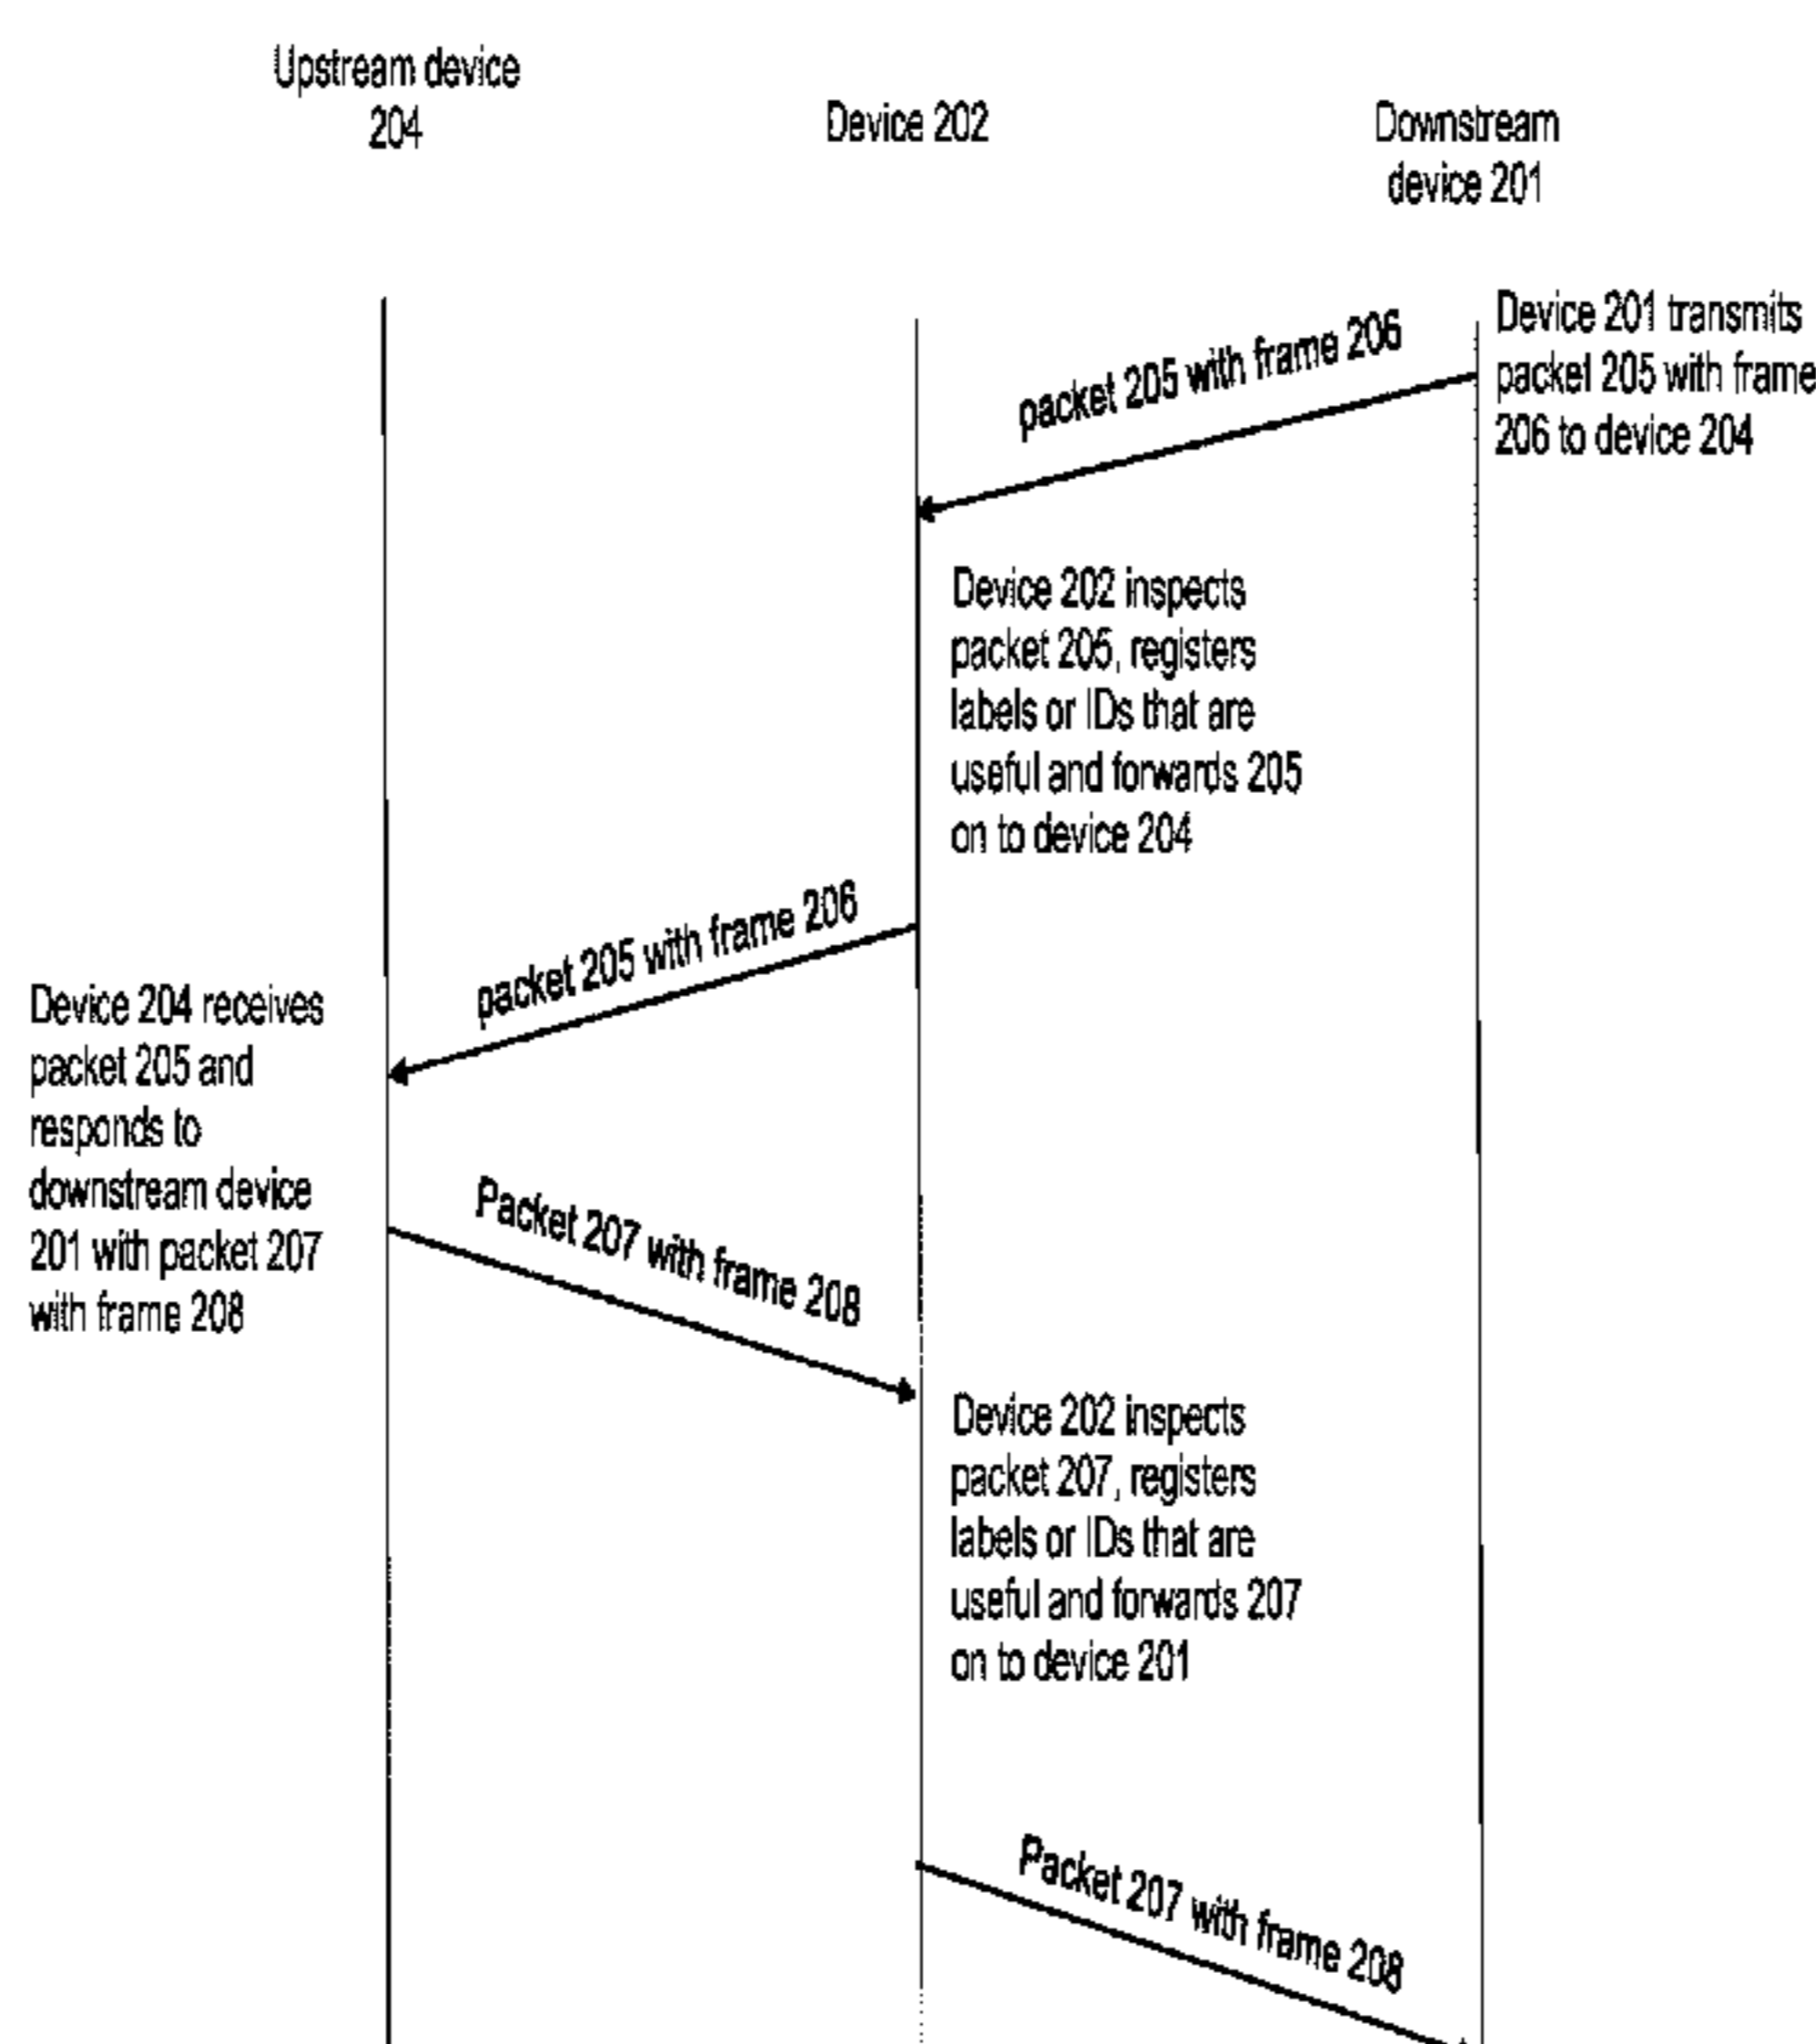 Upstream device
204
Device 202
Downstream
device 201
Device 201 transmits
packet 205 with frame
206 to device 204
packet 205 with frame 206
Device 202 inspects
packet 205, registers
labels or IDs that are
useful and forwards 205
on to device 204
packet 205 with frame 206
Device 204 receives
packet 205 and
responds to
downstream device
201 with packet 207
with frame 208
Packet 207 with frame 208
Device 202 inspects
packet 207, registers
labels or IDs that are
useful and forwards 207
on to device 201
Packet 207 with frame 208